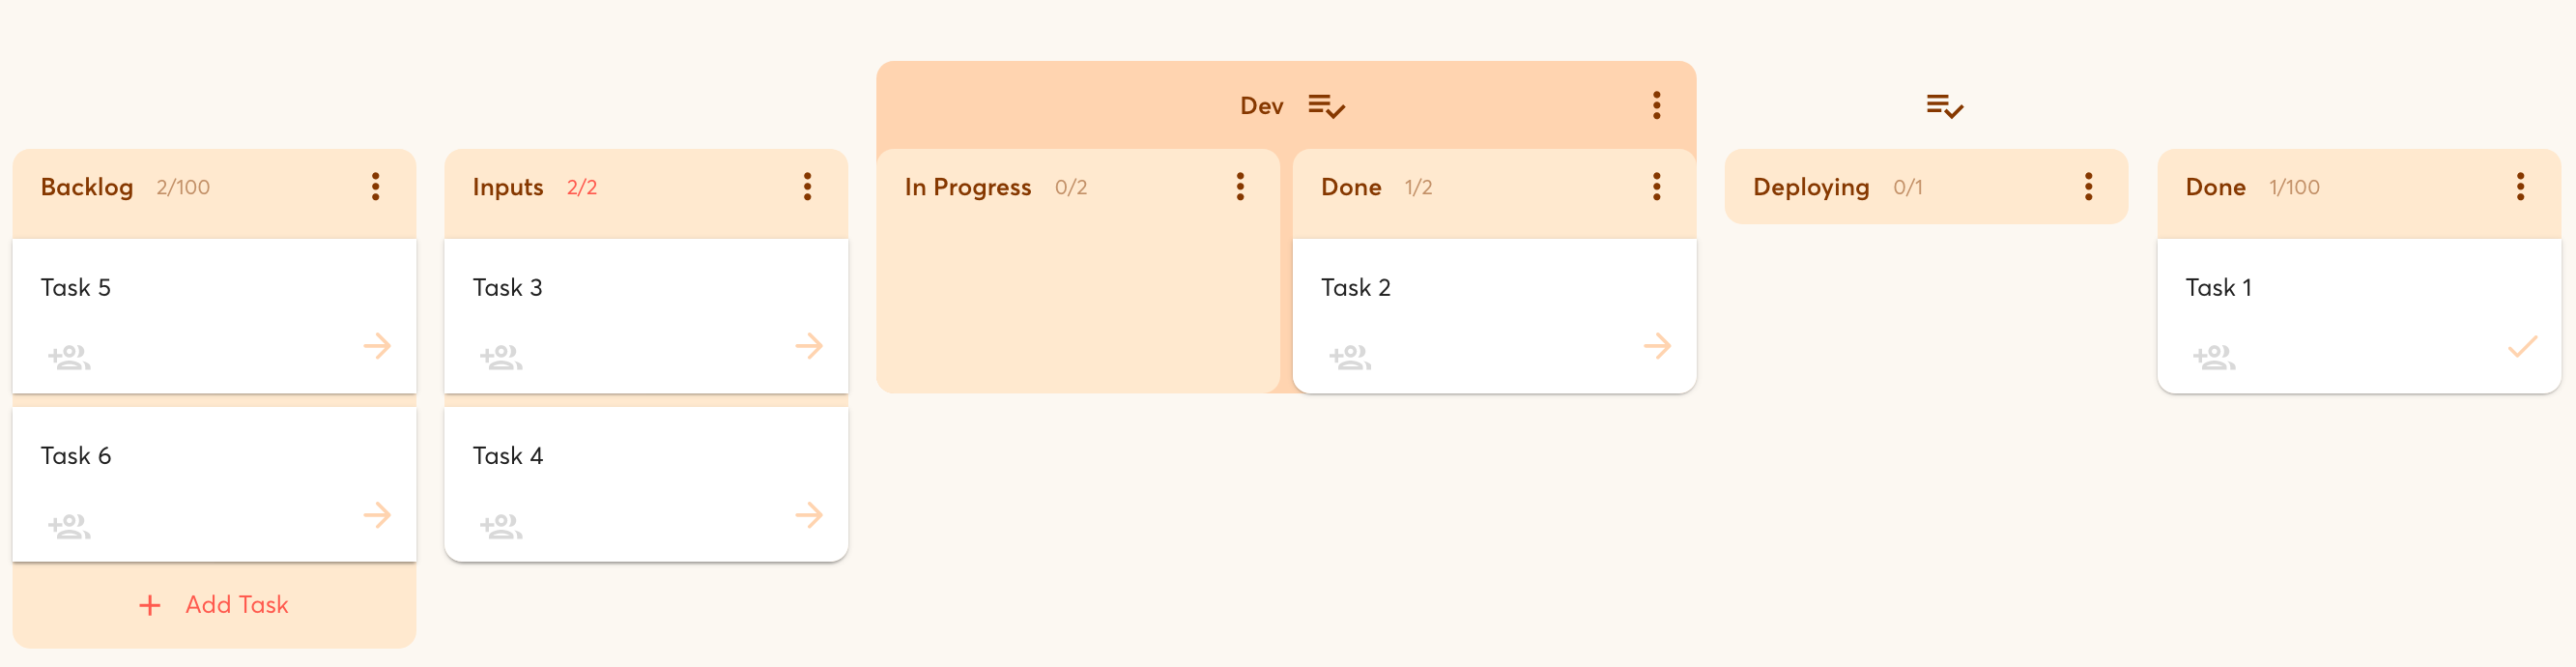 Dev
Backlog 2/100
Inputs 2/2
In Progress 0/2
Done 1/2
Deploying 0/1
Done 1/100
Task 5
Task 3
Task 2
Task 1
Task 6
Task 4
+ Add Task